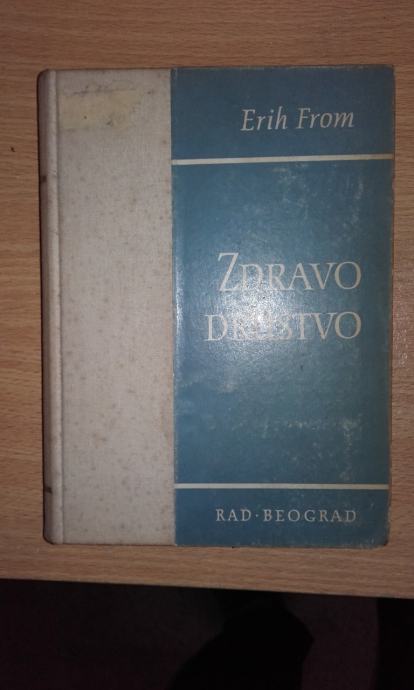 Erih From
ZDRAVO
DRUŠTVO
RAD · BEOGRAD